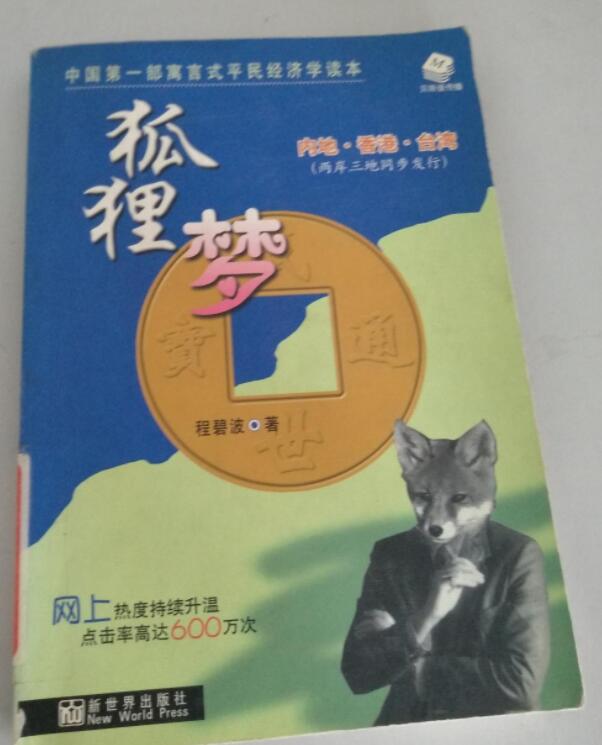 中国第一部寓言式平民经济学读本
M
狐狸梦
内地·香港·台湾
(两岸三地同步发行)
通
寳
世
程碧波 著
网上热度持续升温
点击率高达600万次
新世界出版社
New World Press